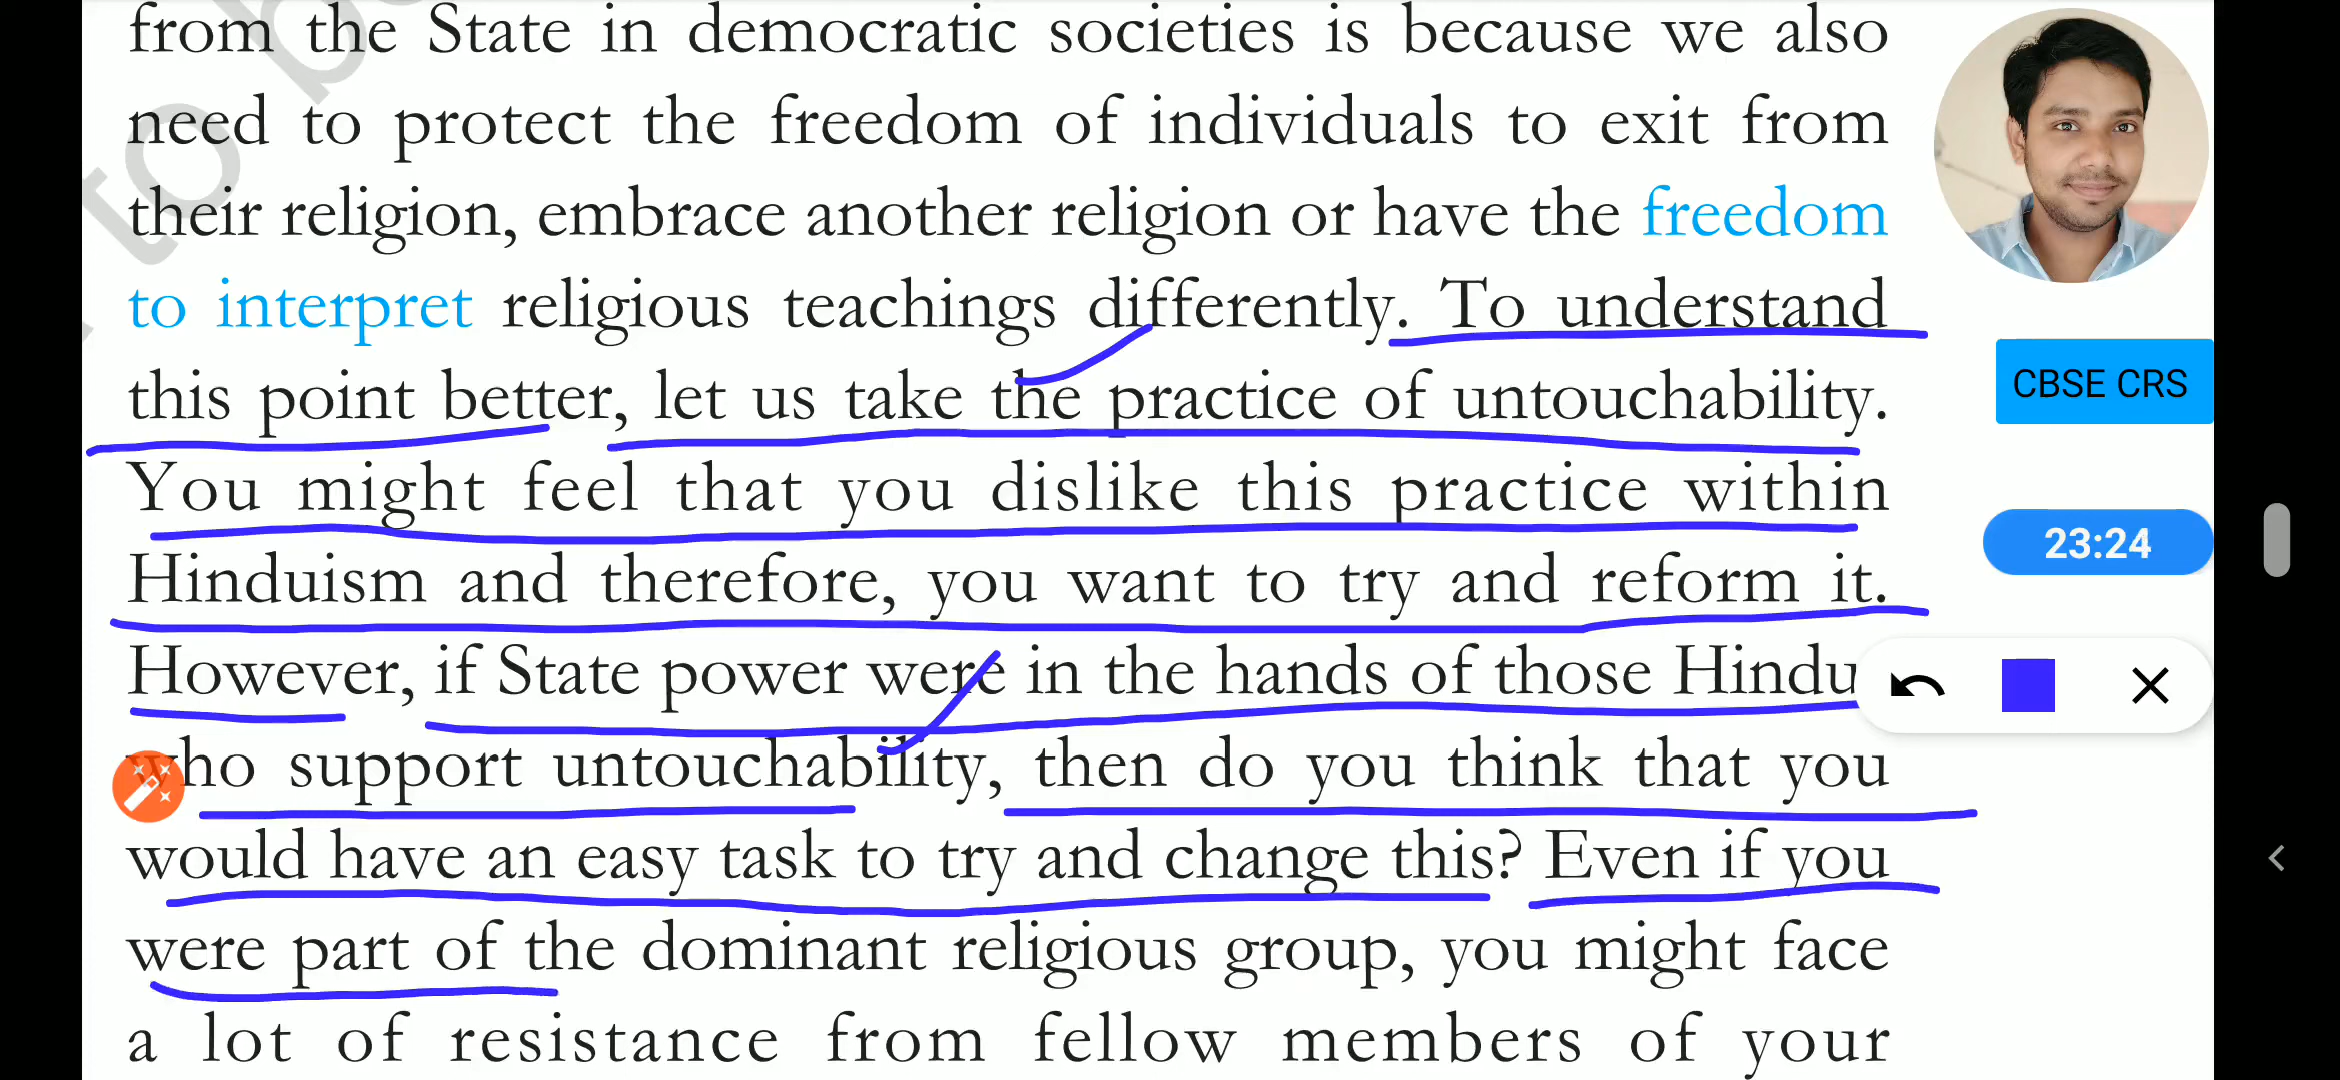 from the State in democratic societies is because we also
need to protect the freedom of individuals to exit from
their religion, embrace another religion or have the freedom
to interpret religious teachings differently. To understand
this point better, let us take the practice of untouchability.
You might feel that you dislike this practice within
Hinduism and therefore, you want to try and reform it.
However, if State power were in the hands of those Hindu
who support untouchability, then do you think that you
would have an easy task to try and change this? Even if you
were part of the dominant religious group, you might face
a lot of resistance from fellow members of your
to b
CBSE CRS
23:24